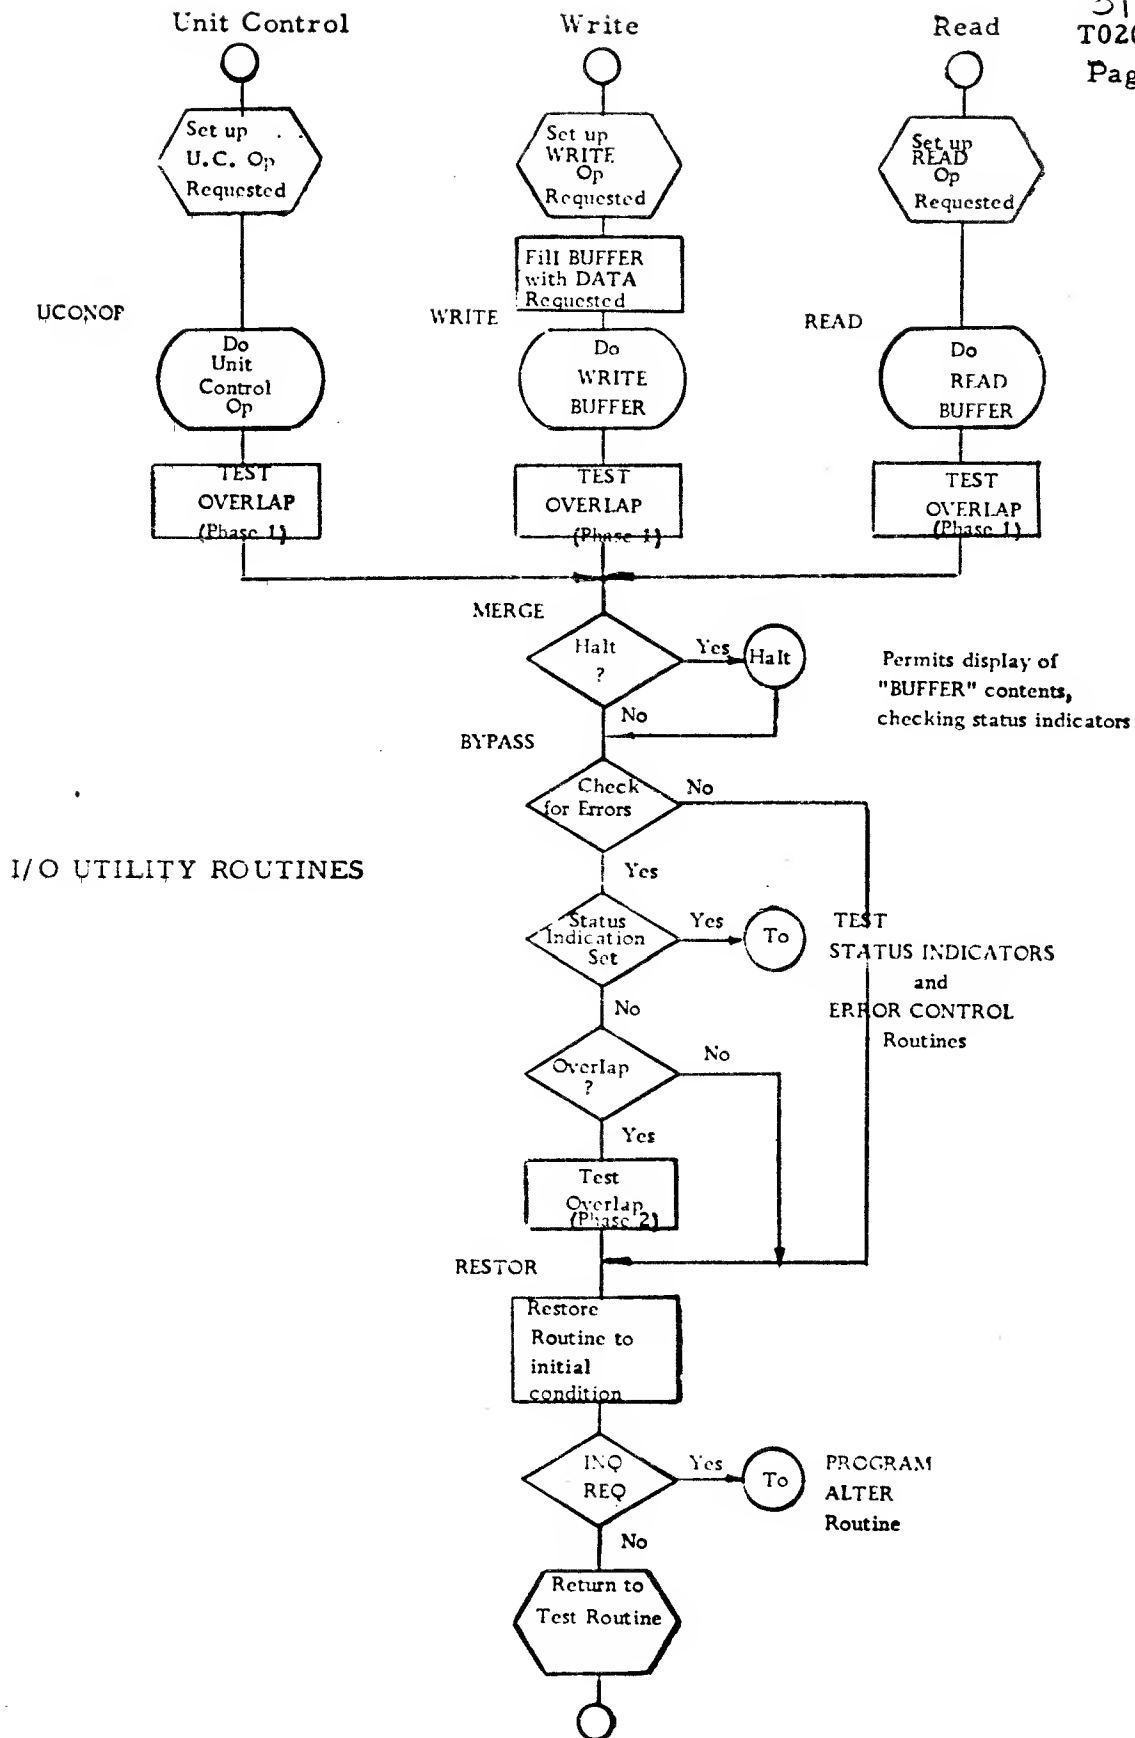 Unit Control
Write
Read
T020
Pag
Set up
U.C. Op
Requested
Set up
WRITE
Op
Requested
Set up
READ
Op
Requested
Fill BUFFER
with DATA
Requested
UCONOP
WRITE
READ
Do
Unit
Control
Op
Do
WRITE
BUFFER
Do
READ
BUFFER
TEST
OVERLAP
(Phase 1)
TEST
OVERLAP
(Phase 1)
TEST
OVERLAP
(Phase 1)
MERGE
Halt
?
Yes
Halt
Permits display of
"BUFFER" contents,
checking status indicators
No
BYPASS
Check
for Errors
No
I/O UTILITY ROUTINES
Yes
Status
Indication
Set
Yes
To
TEST
STATUS INDICATORS
and
ERROR CONTROL
Routines
No
Overlap
?
No
Yes
Test
Overlap
(Phase 2)
RESTOR
Restore
Routine to
initial
condition
INQ
REQ
Yes
To
PROGRAM
ALTER
Routine
No
Return to
Test Routine